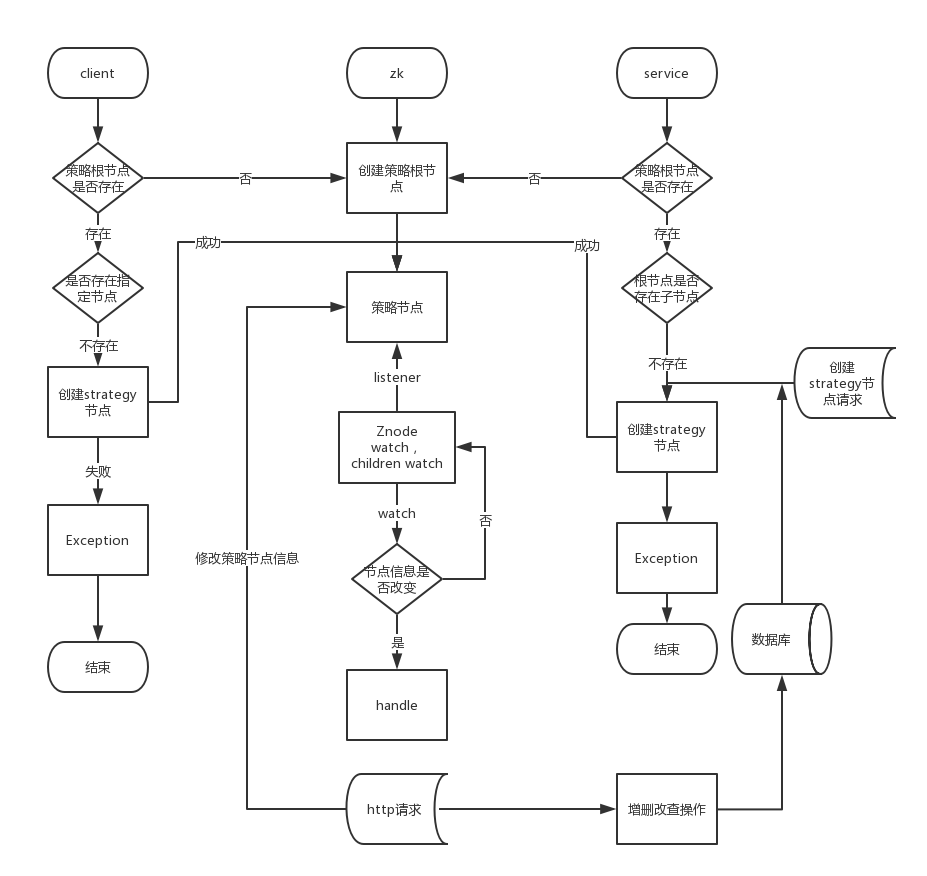 client
zk
service
策略根节点
是否存在
否
创建策略根节
点
否
策略根节点
是否存在
存在
成功
成功
存在
是否存在指
定节点
策略节点
根节点是否
存在子节点
不存在
listener
不存在
创建
strategy节
点请求
创建strategy
节点
Znode
watch ,
children watch
创建strategy
节点
失败
watch
否
Exception
修改策略节点信息
节点信息是
否改变
Exception
是
结束
结束
数据库
handle
http请求
增删改查操作